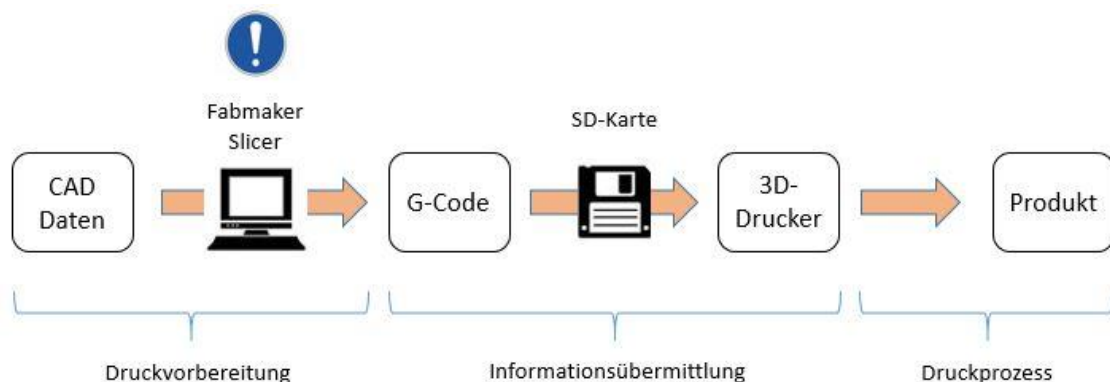 Fabmaker
Slicer
SD-Karte
CAD
Daten
G-Code
3D-
Drucker
Produkt
Druckvorbereitung
Informationsübermittlung
Druckprozess